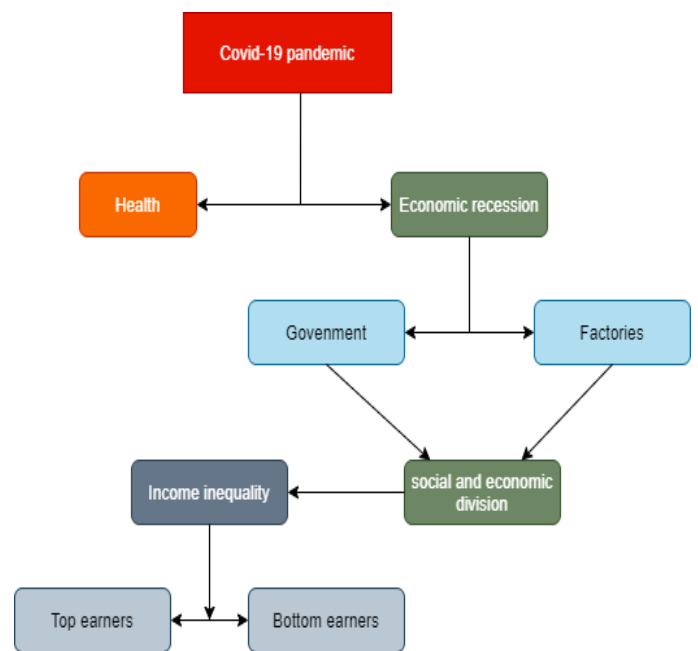 Covid-19 pandemic
Health
Economic recession
Govenment
Factories
Income inequality
social and economic
division
Top earners
Bottom earners